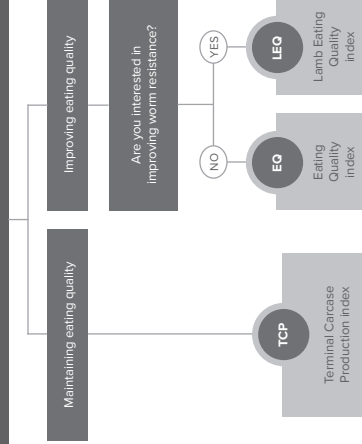 Maintaining eating quality
Improving eating quality
Are you interested in
improving worm resistance?
NO
YES
TCP
Terminal Carcase
Production index
EQ
Eating
Quality
index
LEQ
Lamb Eating
Quality
index